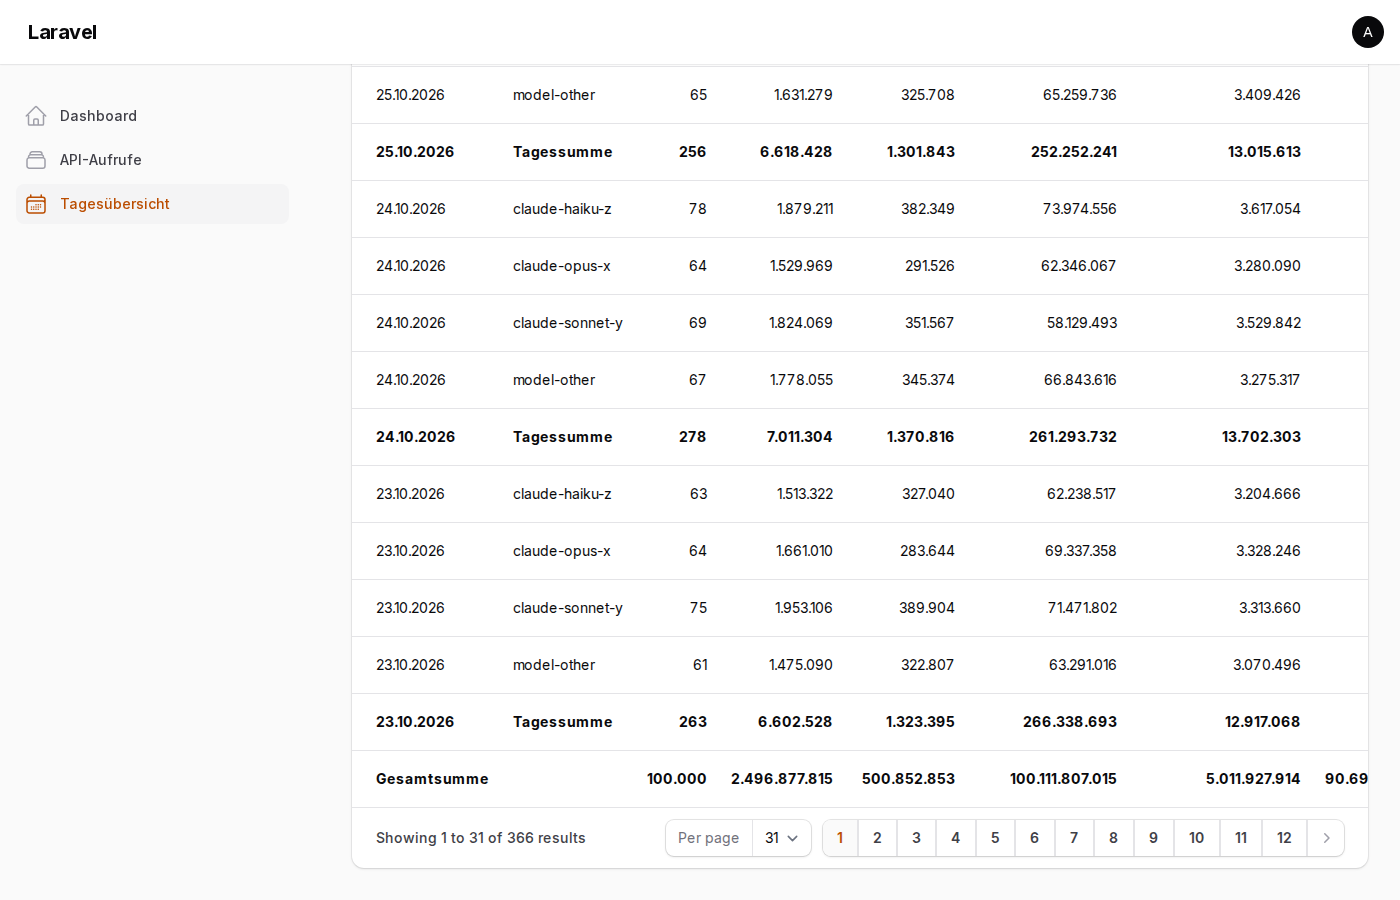 Laravel
A
Dashboard
API-Aufrufe
Tagesübersicht
25.10.2026 model-other 65 1.631.279 325.708 65.259.736 3.409.426
25.10.2026 Tagessumme 256 6.618.428 1.301.843 252.252.241 13.015.613
24.10.2026 claude-haiku-z 78 1.879.211 382.349 73.974.556 3.617.054
24.10.2026 claude-opus-x 64 1.529.969 291.526 62.346.067 3.280.090
24.10.2026 claude-sonnet-y 69 1.824.069 351.567 58.129.493 3.529.842
24.10.2026 model-other 67 1.778.055 345.374 66.843.616 3.275.317
24.10.2026 Tagessumme 278 7.011.304 1.370.816 261.293.732 13.702.303
23.10.2026 claude-haiku-z 63 1.513.322 327.040 62.238.517 3.204.666
23.10.2026 claude-opus-x 64 1.661.010 283.644 69.337.358 3.328.246
23.10.2026 claude-sonnet-y 75 1.953.106 389.904 71.471.802 3.313.660
23.10.2026 model-other 61 1.475.090 322.807 63.291.016 3.070.496
23.10.2026 Tagessumme 263 6.602.528 1.323.395 266.338.693 12.917.068
Gesamtsumme 100.000 2.496.877.815 500.852.853 100.111.807.015 5.011.927.914 90.69
Showing 1 to 31 of 366 results Per page 31 1 2 3 4 5 6 7 8 9 10 11 12